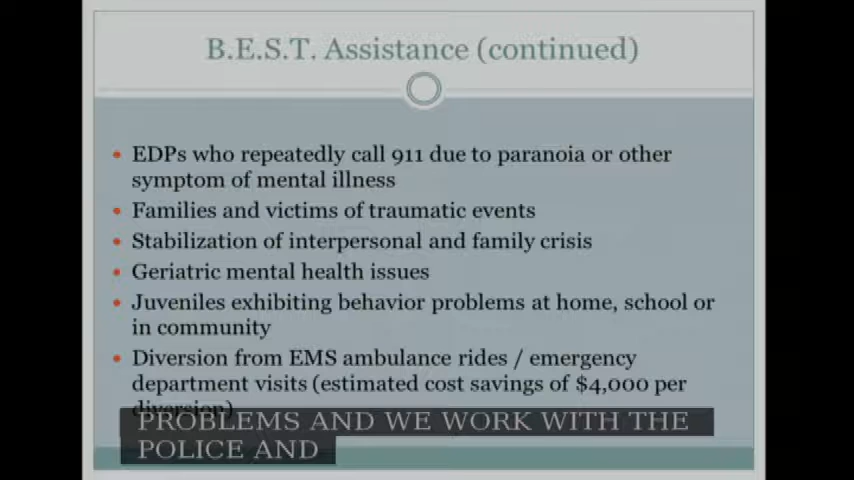 B.E.S.T. Assistance (continued)
• EDPs who repeatedly call 911 due to paranoia or other
symptom of mental illness
• Families and victims of traumatic events
• Stabilization of interpersonal and family crisis
• Geriatric mental health issues
• Juveniles exhibiting behavior problems at home, school or
in community
• Diversion from EMS ambulance rides / emergency
department visits (estimated cost savings of $4,000 per
diversion)
PROBLEMS AND WE WORK WITH THE
POLICE AND